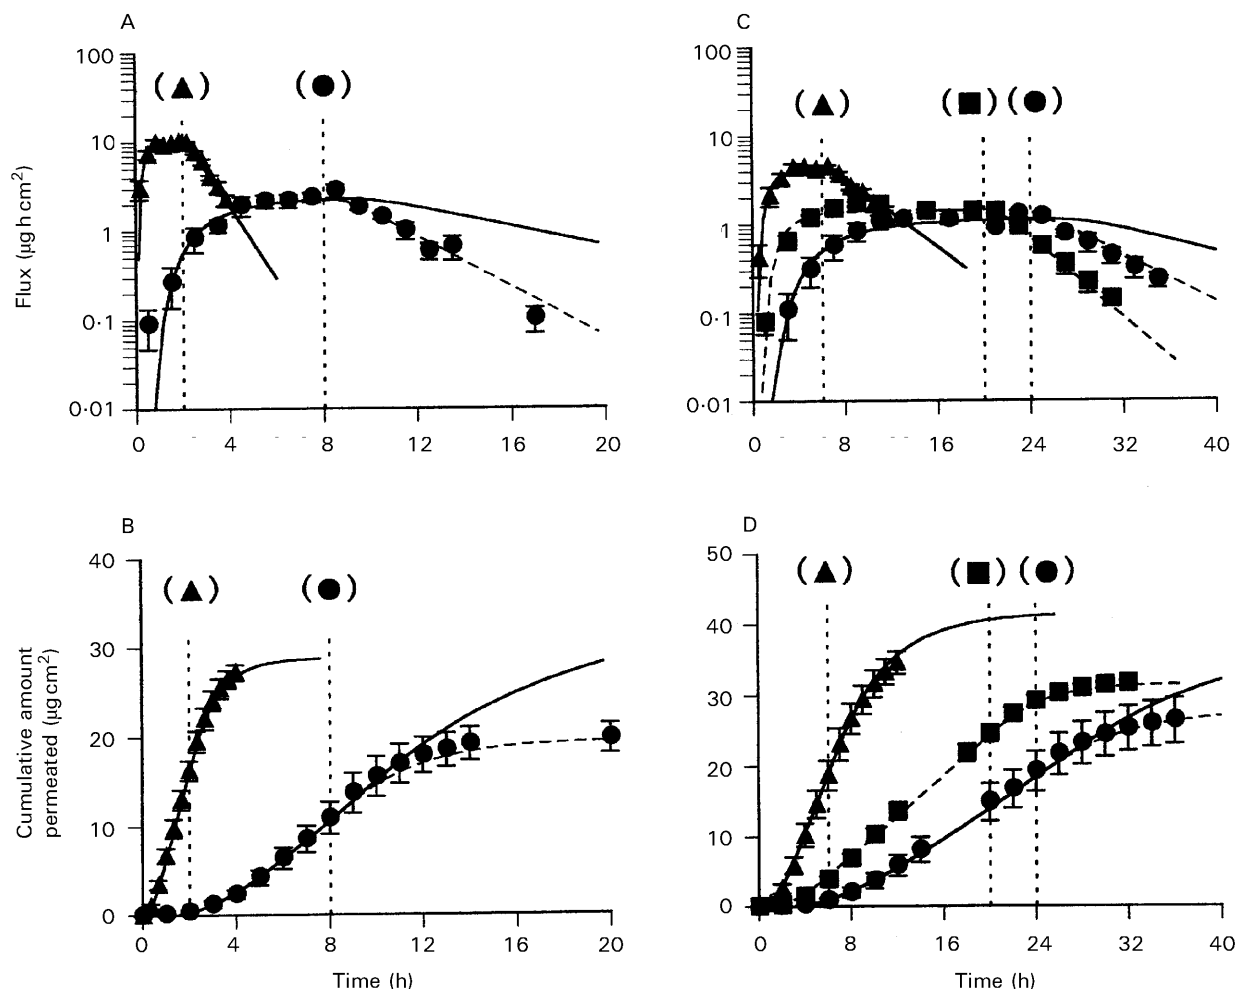 A
100
10
1
0·1
0·01
Flux (µg h cm²)
(▲)
(●)
0 4 8 12 16 20
C
100
10
1
0·1
0·01
(▲)
(■)
(●)
0 8 16 24 32 40
B
40
30
20
10
0
Cumulative amount
permeated (µg cm²)
(▲)
(●)
0 4 8 12 16 20
Time (h)
D
50
40
30
20
10
0
(▲)
(■)
(●)
0 8 16 24 32 40
Time (h)